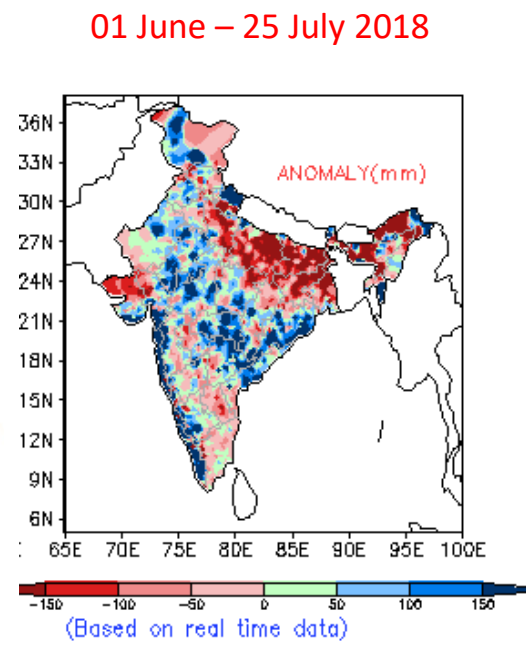 01 June – 25 July 2018
ANOMALY(mm)
36N
33N
30N
27N
24N
21N
18N
15N
12N
9N
6N
65E 70E 75E 80E 85E 90E 95E 100E
−150 −100 −50 0 50 100 150
(Based on real time data)